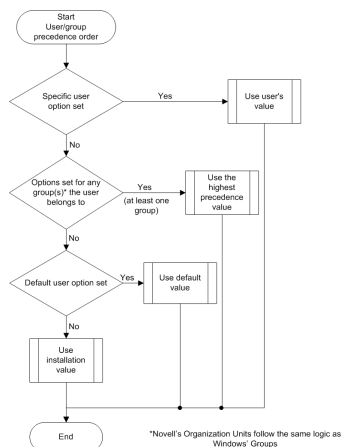 Start
User/group
precedence order
Specific user
option set
Yes
Use user's
value
No
Options set for any
group(s)* the user
belongs to
Yes
(at least one
group)
Use the
highest
precedence
value
No
Default user option set
Yes
Use default
value
No
Use
installation
value
End
*Novell's Organization Units follow the same logic as
Windows' Groups